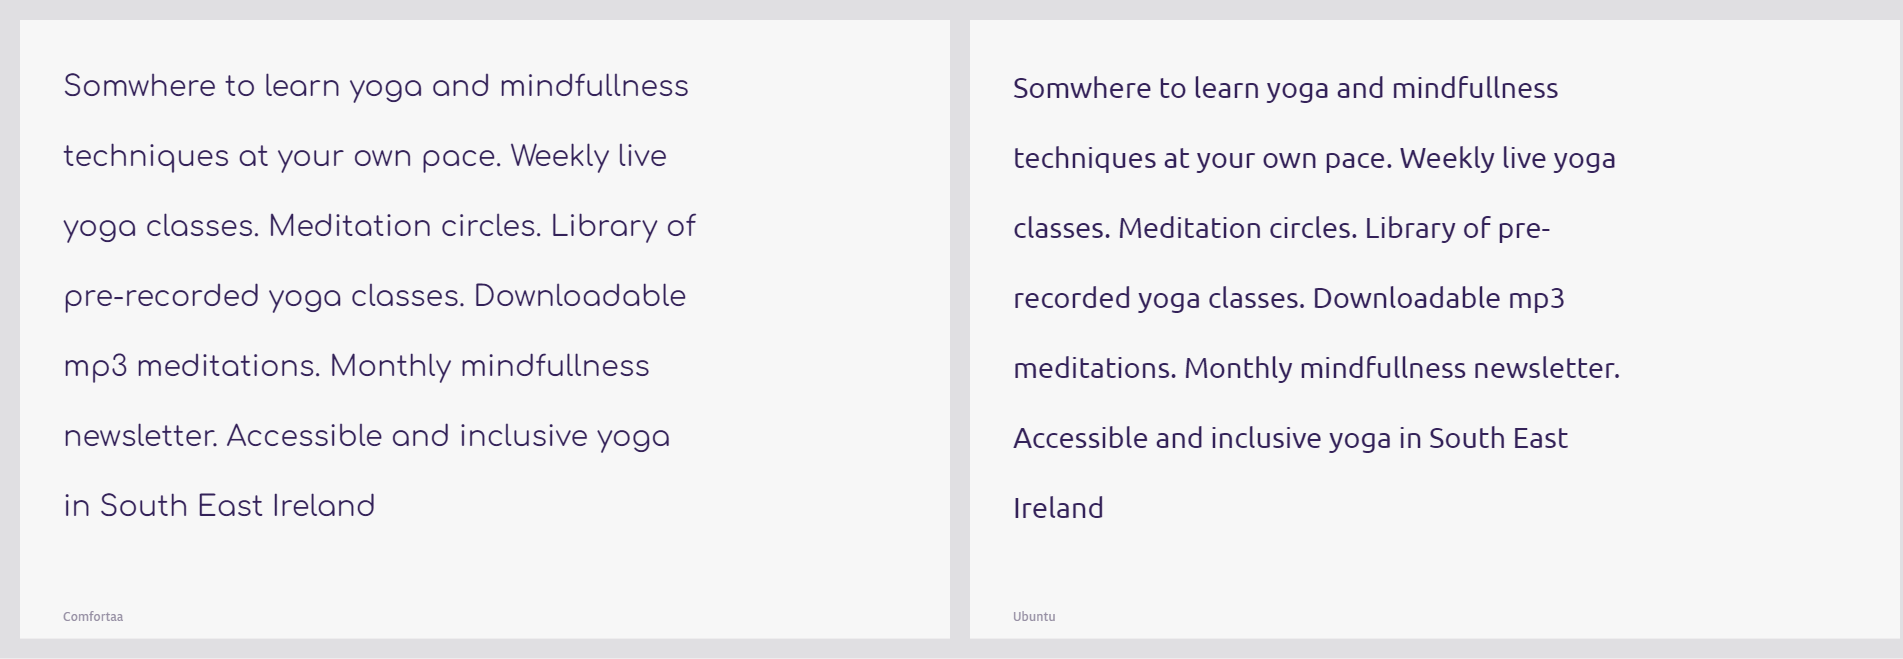 Somwhere to learn yoga and mindfullness
techniques at your own pace. Weekly live
yoga classes. Meditation circles. Library of
pre-recorded yoga classes. Downloadable
mp3 meditations. Monthly mindfullness
newsletter. Accessible and inclusive yoga
in South East Ireland
Comfortaa
Somwhere to learn yoga and mindfullness
techniques at your own pace. Weekly live yoga
classes. Meditation circles. Library of pre-
recorded yoga classes. Downloadable mp3
meditations. Monthly mindfullness newsletter.
Accessible and inclusive yoga in South East
Ireland
Ubuntu